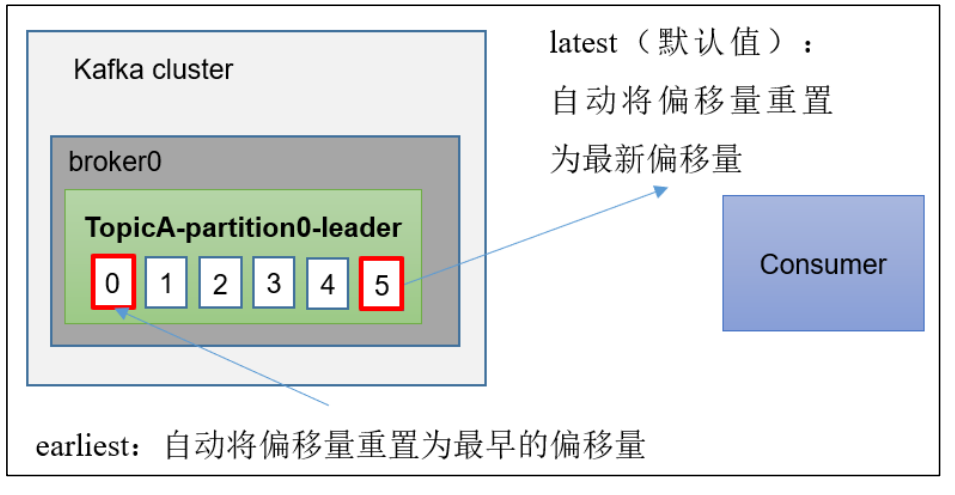 Kafka cluster
broker0
TopicA-partition0-leader
0 1 2 3 4 5
latest（默认值）：
自动将偏移量重置
为最新偏移量
Consumer
earliest：自动将偏移量重置为最早的偏移量